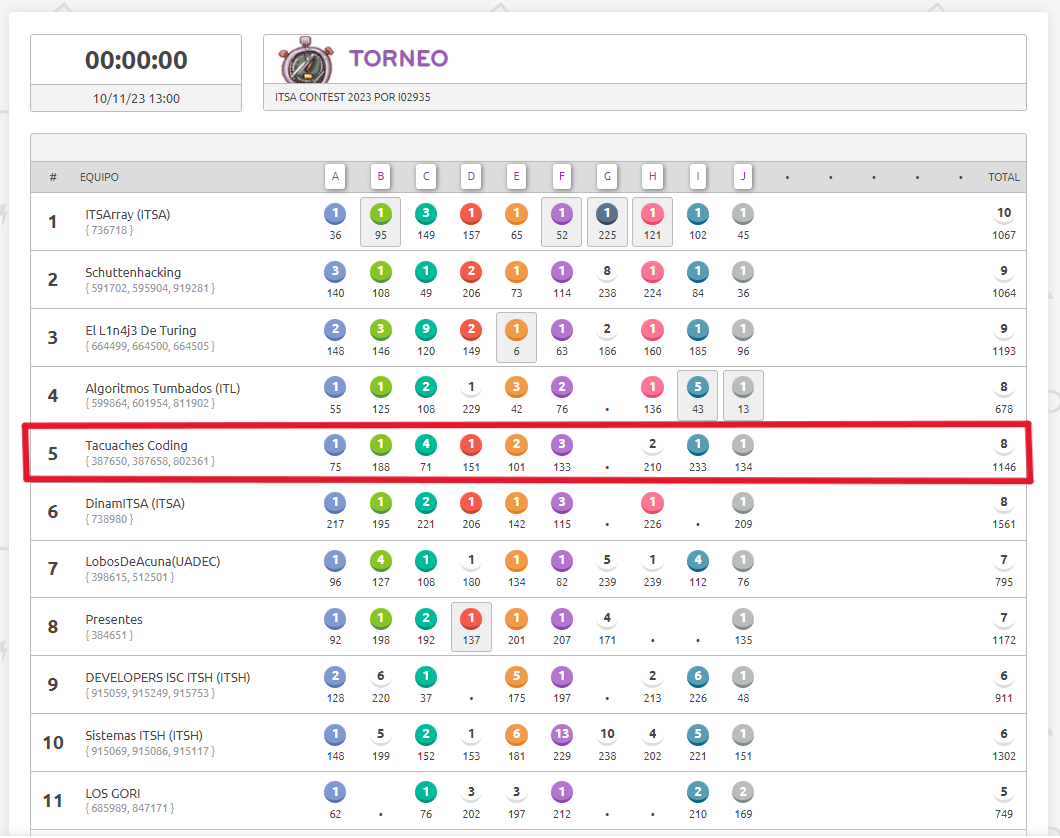 00:00:00
10/11/23 13:00
TORNEO
ITSA CONTEST 2023 POR I02935
# EQUIPO A B C D E F G H I J • • • • • TOTAL
1 ITSArray (ITSA) 1 1 3 1 1 1 1 1 1 1 10
{ 736718 } 36 95 149 157 65 52 225 121 102 45 1067
2 Schuttenhacking 3 1 1 2 1 1 8 1 1 1 9
{ 591702, 595904, 919281 } 140 108 49 206 73 114 238 224 84 36 1064
3 El L1n4j3 De Turing 2 3 9 2 1 1 2 1 1 1 9
{ 664499, 664500, 664505 } 148 146 120 149 6 63 186 160 185 96 1193
4 Algoritmos Tumbados (ITL) 1 1 2 1 3 2 1 5 1 8
{ 599864, 601954, 811902 } 55 125 108 229 42 76 • 136 43 13 678
5 Tacuaches Coding 1 1 4 1 2 3 2 1 1 8
{ 387650, 387658, 802361 } 75 188 71 151 101 133 • 210 233 134 1146
6 DinamITSA (ITSA) 1 1 2 1 1 3 1 1 8
{ 738980 } 217 195 221 206 142 115 • 226 • 209 1561
7 LobosDeAcuna(UADEC) 1 4 1 1 1 1 5 1 4 1 7
{ 398615, 512501 } 96 127 108 180 134 82 239 239 112 76 795
8 Presentes 1 1 2 1 1 1 4 1 7
{ 384651 } 92 198 192 137 201 207 171 • • 135 1172
9 DEVELOPERS ISC ITSH (ITSH) 2 6 1 5 1 2 6 1 6
{ 915059, 915249, 915753 } 128 220 37 • 175 197 • 213 226 48 911
10 Sistemas ITSH (ITSH) 1 5 2 1 6 13 10 4 5 1 6
{ 915069, 915086, 915117 } 148 199 152 153 181 229 238 202 221 151 1302
11 LOS GORI 1 1 3 3 1 2 2 5
{ 685989, 847171 } 62 • 76 202 197 212 • • 210 169 749